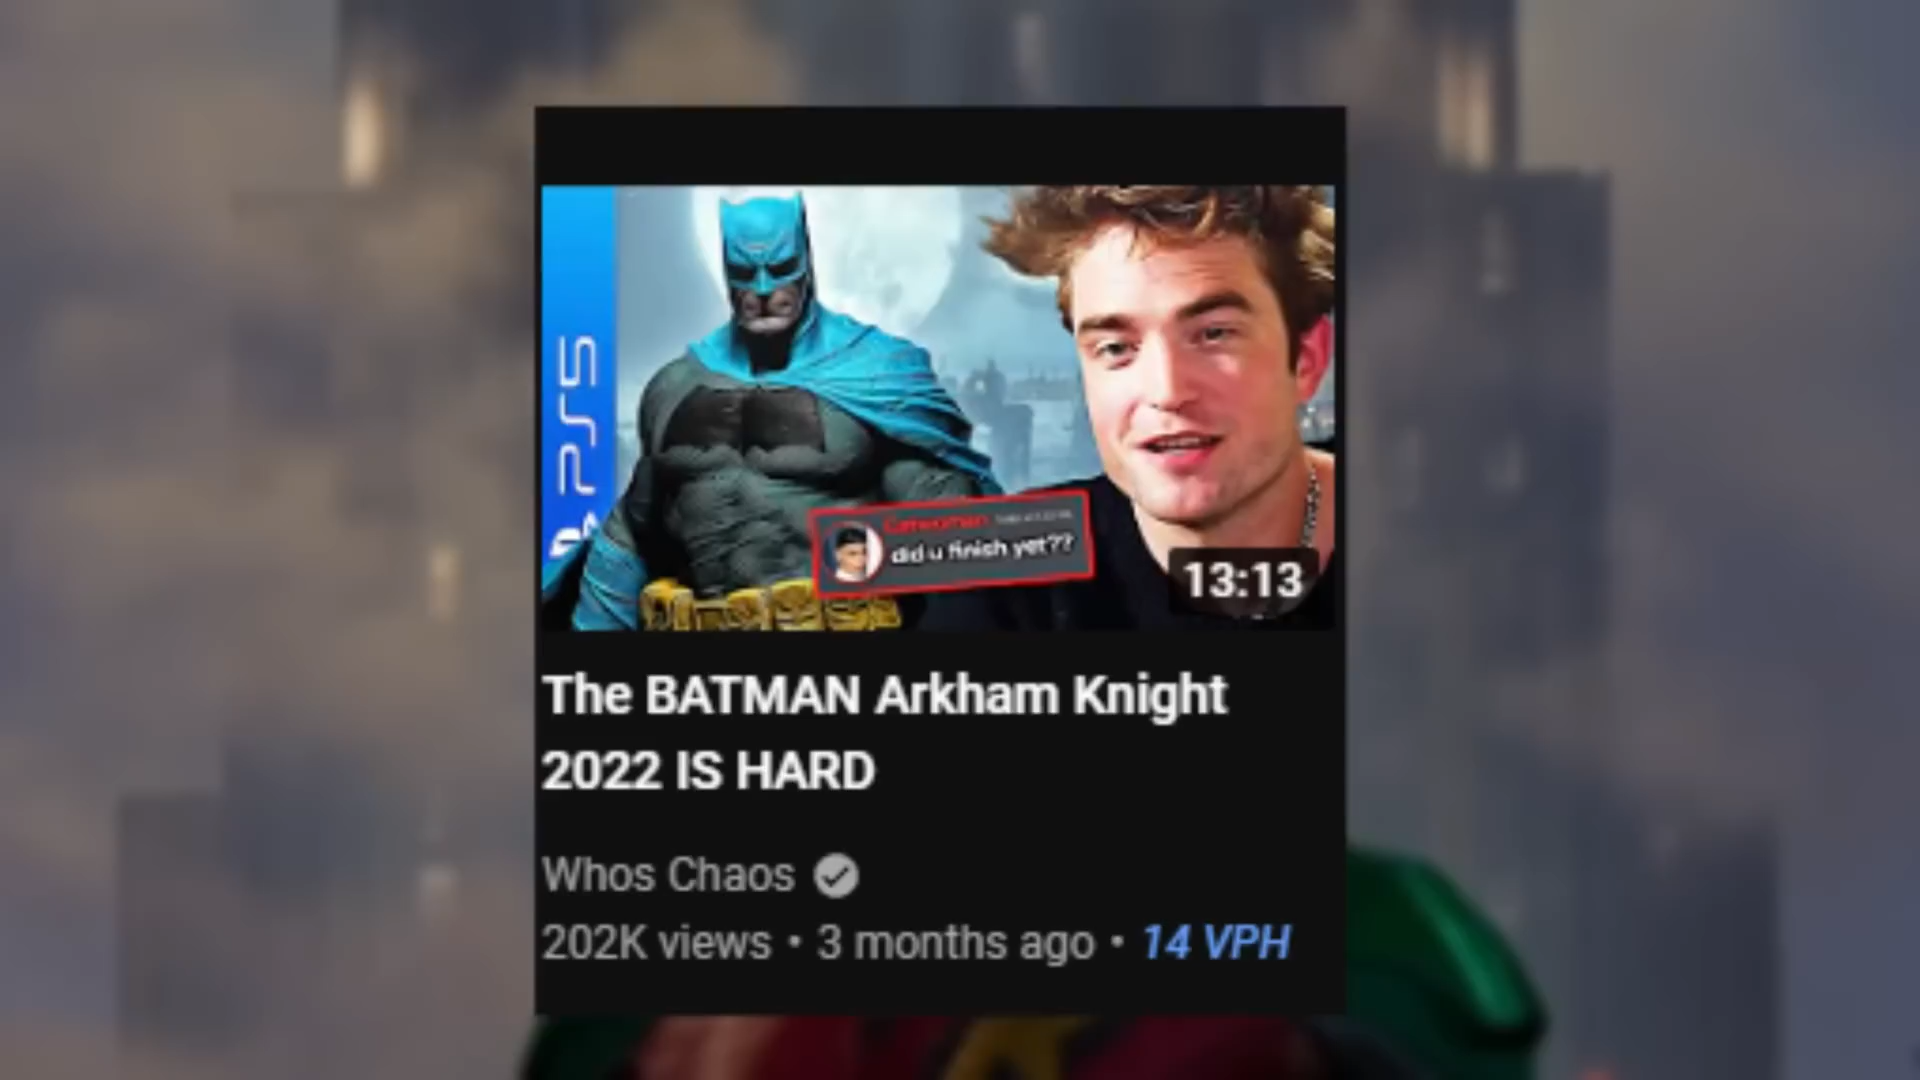 PS5
Catwoman
did u finish yet??
13:13
The BATMAN Arkham Knight
2022 IS HARD
Whos Chaos
202K views • 3 months ago • 14 VPH